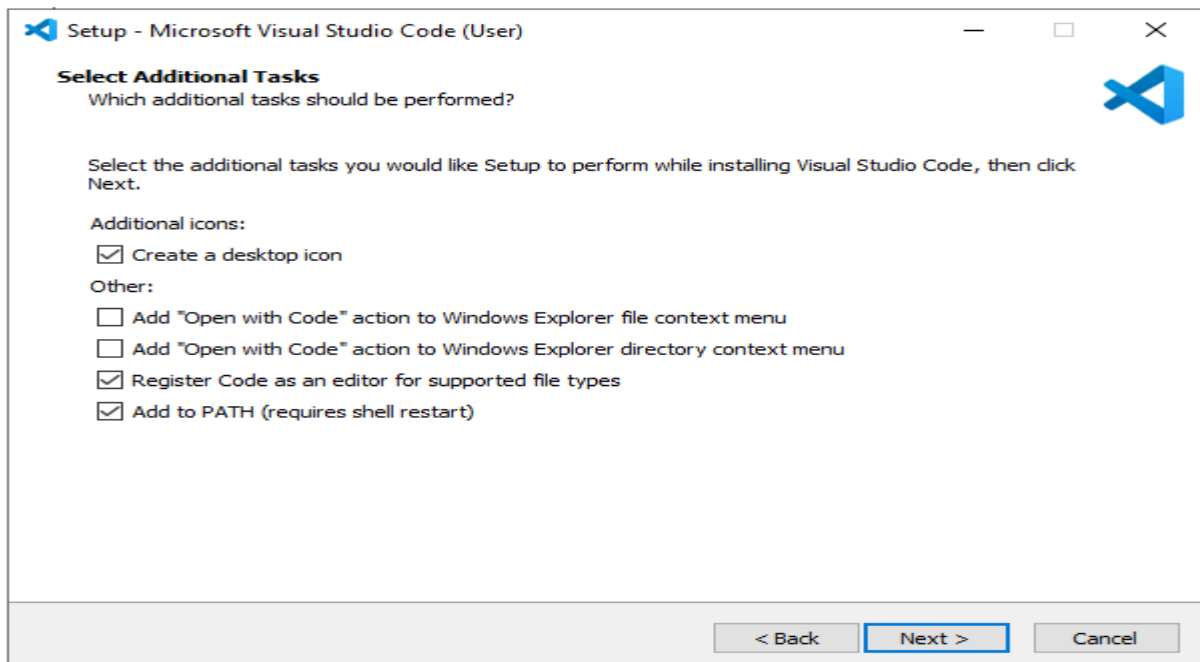 Setup - Microsoft Visual Studio Code (User)
Select Additional Tasks
Which additional tasks should be performed?
Select the additional tasks you would like Setup to perform while installing Visual Studio Code, then click
Next.
Additional icons:
Create a desktop icon
Other:
Add "Open with Code" action to Windows Explorer file context menu
Add "Open with Code" action to Windows Explorer directory context menu
Register Code as an editor for supported file types
Add to PATH (requires shell restart)
< Back Next > Cancel